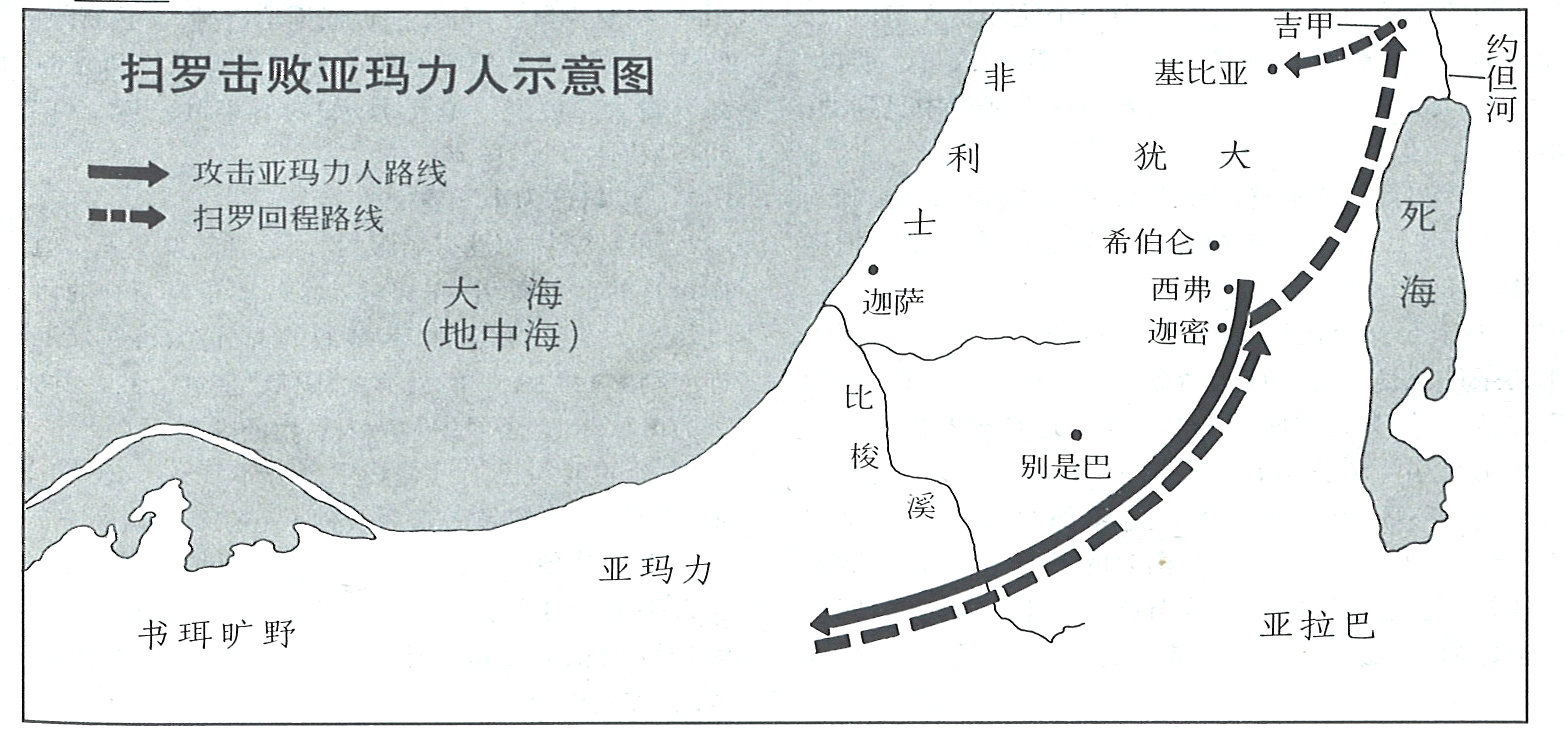 扫罗击败亚玛力人示意图
攻击亚玛力人路线
扫罗回程路线
大 海
(地中海)
非利士
吉甲
基比亚
约但河
犹 大
死海
希伯仑
西弗
迦密
迦萨
比梭溪
别是巴
亚玛力
书珥旷野
亚拉巴